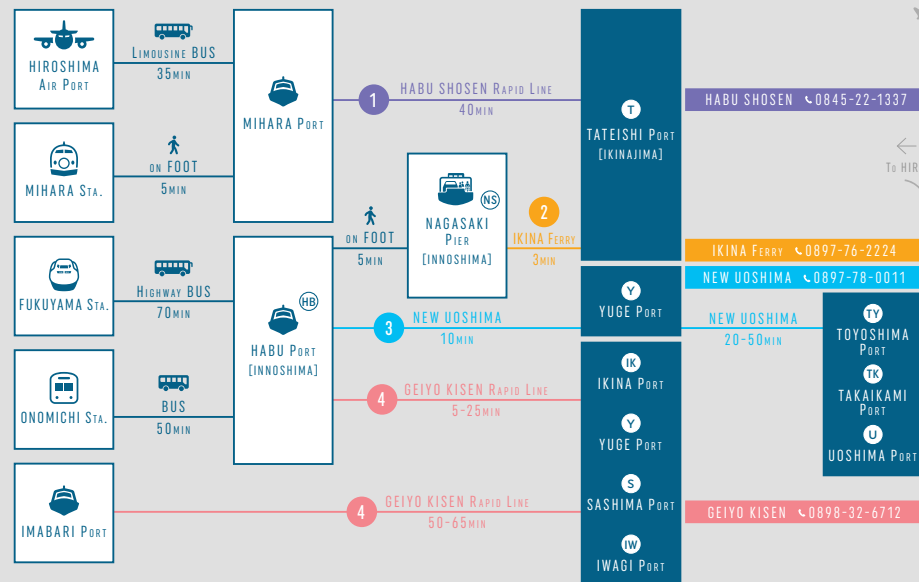 HIROSHIMA
AIR PORT
LIMOUSINE BUS
35MIN
MIHARA STA.
ON FOOT
5MIN
MIHARA PORT
1
HABU SHOSEN RAPID LINE
40MIN
T
TATEISHI PORT
[IKINAJIMA]
HABU SHOSEN 0845-22-1337
TO HIR
FUKUYAMA STA.
HIGHWAY BUS
70MIN
ONOMICHI STA.
BUS
50MIN
HB
HABU PORT
[INNOSHIMA]
ON FOOT
5MIN
NS
NAGASAKI
PIER
[INNOSHIMA]
2
IKINA FERRY
3MIN
IKINA FERRY 0897-76-2224
NEW UOSHIMA 0897-78-0011
3
NEW UOSHIMA
10MIN
Y
YUGE PORT
NEW UOSHIMA
20-50MIN
TY
TOYOSHIMA
PORT
TK
TAKAIKAMI
PORT
U
UOSHIMA PORT
4
GEIYO KISEN RAPID LINE
5-25MIN
IK
IKINA PORT
Y
YUGE PORT
S
SASHIMA PORT
IW
IWAGI PORT
IMABARI PORT
4
GEIYO KISEN RAPID LINE
50-65MIN
GEIYO KISEN 0898-32-6712